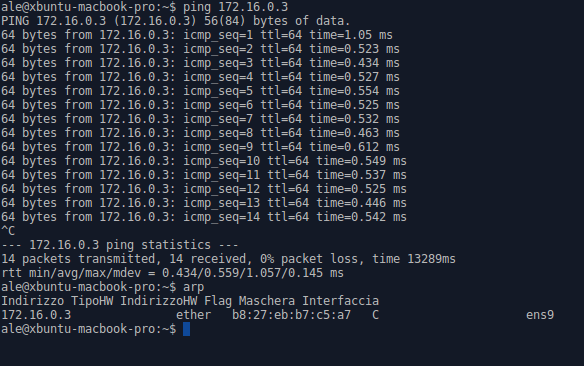 ale@xbuntu-macbook-pro:~$ ping 172.16.0.3
PING 172.16.0.3 (172.16.0.3) 56(84) bytes of data.
64 bytes from 172.16.0.3: icmp_seq=1 ttl=64 time=1.05 ms
64 bytes from 172.16.0.3: icmp_seq=2 ttl=64 time=0.523 ms
64 bytes from 172.16.0.3: icmp_seq=3 ttl=64 time=0.434 ms
64 bytes from 172.16.0.3: icmp_seq=4 ttl=64 time=0.527 ms
64 bytes from 172.16.0.3: icmp_seq=5 ttl=64 time=0.554 ms
64 bytes from 172.16.0.3: icmp_seq=6 ttl=64 time=0.525 ms
64 bytes from 172.16.0.3: icmp_seq=7 ttl=64 time=0.532 ms
64 bytes from 172.16.0.3: icmp_seq=8 ttl=64 time=0.463 ms
64 bytes from 172.16.0.3: icmp_seq=9 ttl=64 time=0.612 ms
64 bytes from 172.16.0.3: icmp_seq=10 ttl=64 time=0.549 ms
64 bytes from 172.16.0.3: icmp_seq=11 ttl=64 time=0.537 ms
64 bytes from 172.16.0.3: icmp_seq=12 ttl=64 time=0.525 ms
64 bytes from 172.16.0.3: icmp_seq=13 ttl=64 time=0.446 ms
64 bytes from 172.16.0.3: icmp_seq=14 ttl=64 time=0.542 ms
^C
--- 172.16.0.3 ping statistics ---
14 packets transmitted, 14 received, 0% packet loss, time 13289ms
rtt min/avg/max/mdev = 0.434/0.559/1.057/0.145 ms
ale@xbuntu-macbook-pro:~$ arp
Indirizzo TipoHW IndirizzoHW Flag Maschera Interfaccia
172.16.0.3               ether   b8:27:eb:b7:c5:a7   C                     ens9
ale@xbuntu-macbook-pro:~$